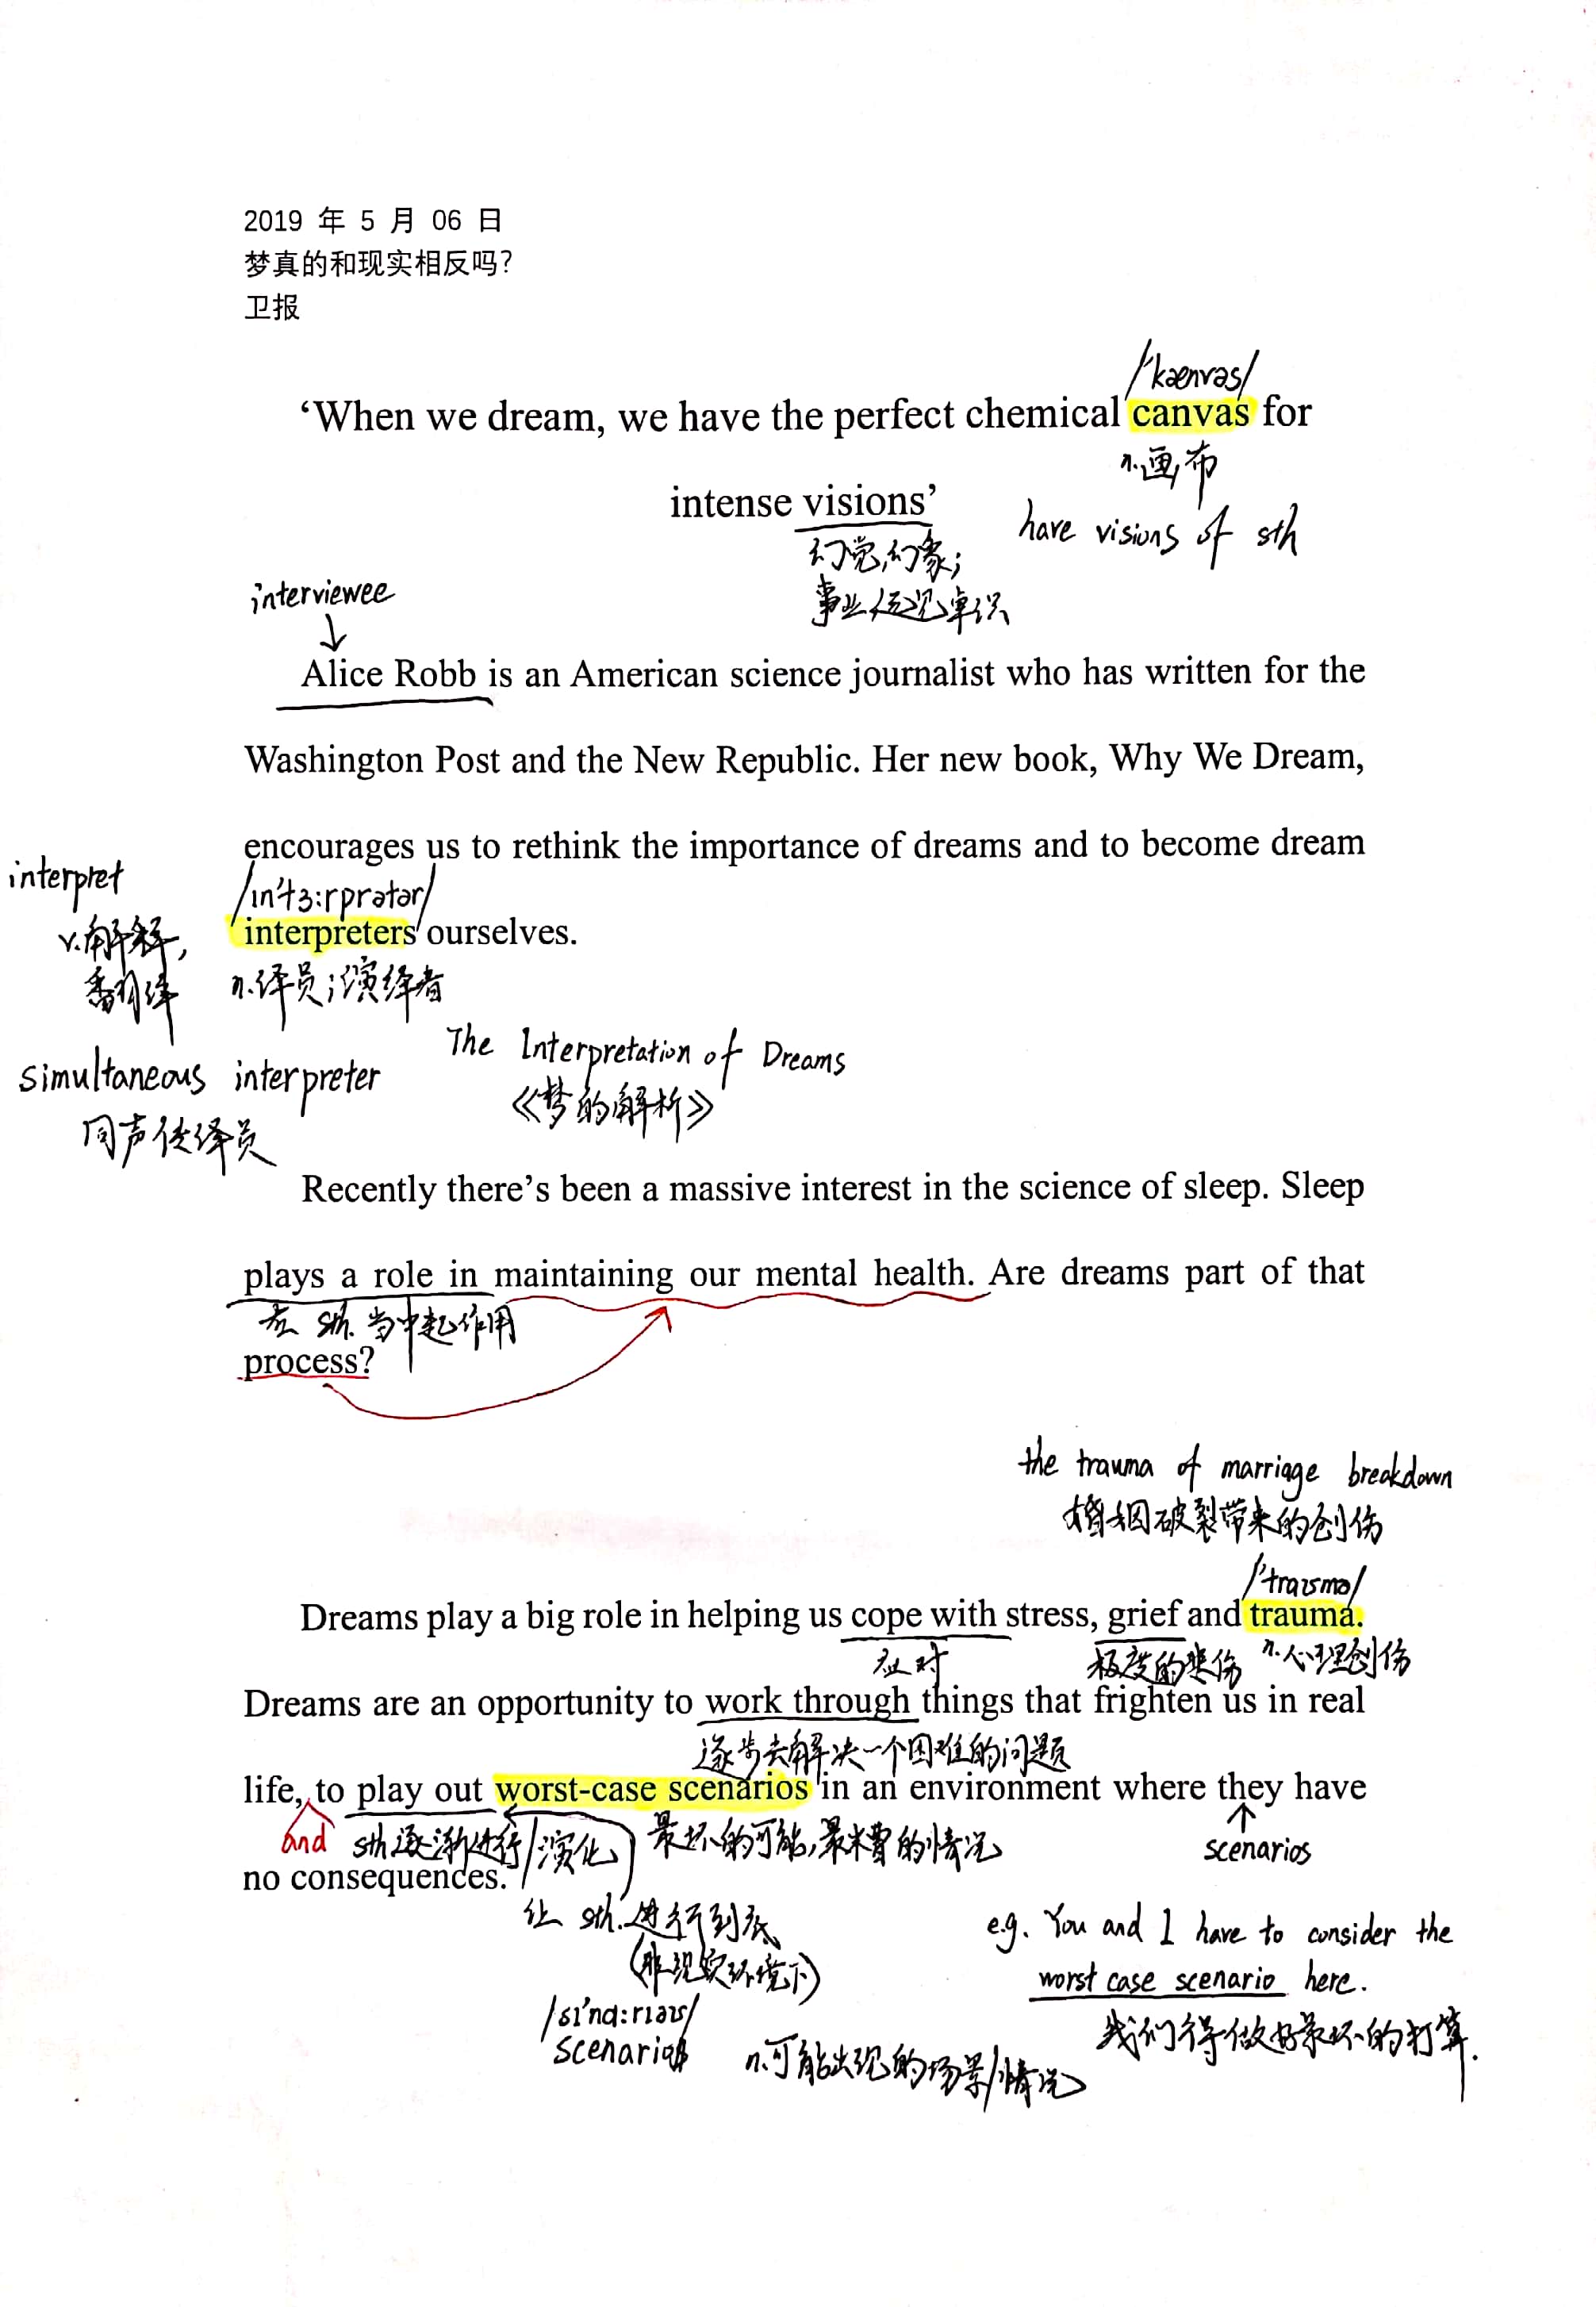 2019 年 5 月 06 日
梦真的和现实相反吗?
卫报
/'kænvəs/
‘When we dream, we have the perfect chemical canvas for
n.画布
intense visions’
have visions of sth
幻觉,幻象;
事业远见卓识
interviewee
Alice Robb is an American science journalist who has written for the
Washington Post and the New Republic. Her new book, Why We Dream,
encourages us to rethink the importance of dreams and to become dream
interpret
v.解释,
翻译
/ɪn'tɜ:rprətər/
interpreters ourselves.
n.译员;演绎者
The Interpretation of Dreams
《梦的解析》
simultaneous interpreter
同声传译员
Recently there’s been a massive interest in the science of sleep. Sleep
plays a role in maintaining our mental health. Are dreams part of that
在 sth. 当中起作用
process?
the trauma of marriage breakdown
婚姻破裂带来的创伤
/'traʊmə/
Dreams play a big role in helping us cope with stress, grief and trauma.
应对
极度的悲伤
n.心理创伤
Dreams are an opportunity to work through things that frighten us in real
逐步去解决一个困难的问题
life, to play out worst-case scenarios in an environment where they have
and
sth逐渐进行/演化
最坏的可能,最糟糕的情况
scenarios
no consequences.
让 sth. 进行到底
(非现实环境下)
e.g. You and I have to consider the
worst case scenario here.
我们得做好最坏的打算.
/sɪ'nɑ:rɪəʊ/
scenario
n.可能出现的场景/情况